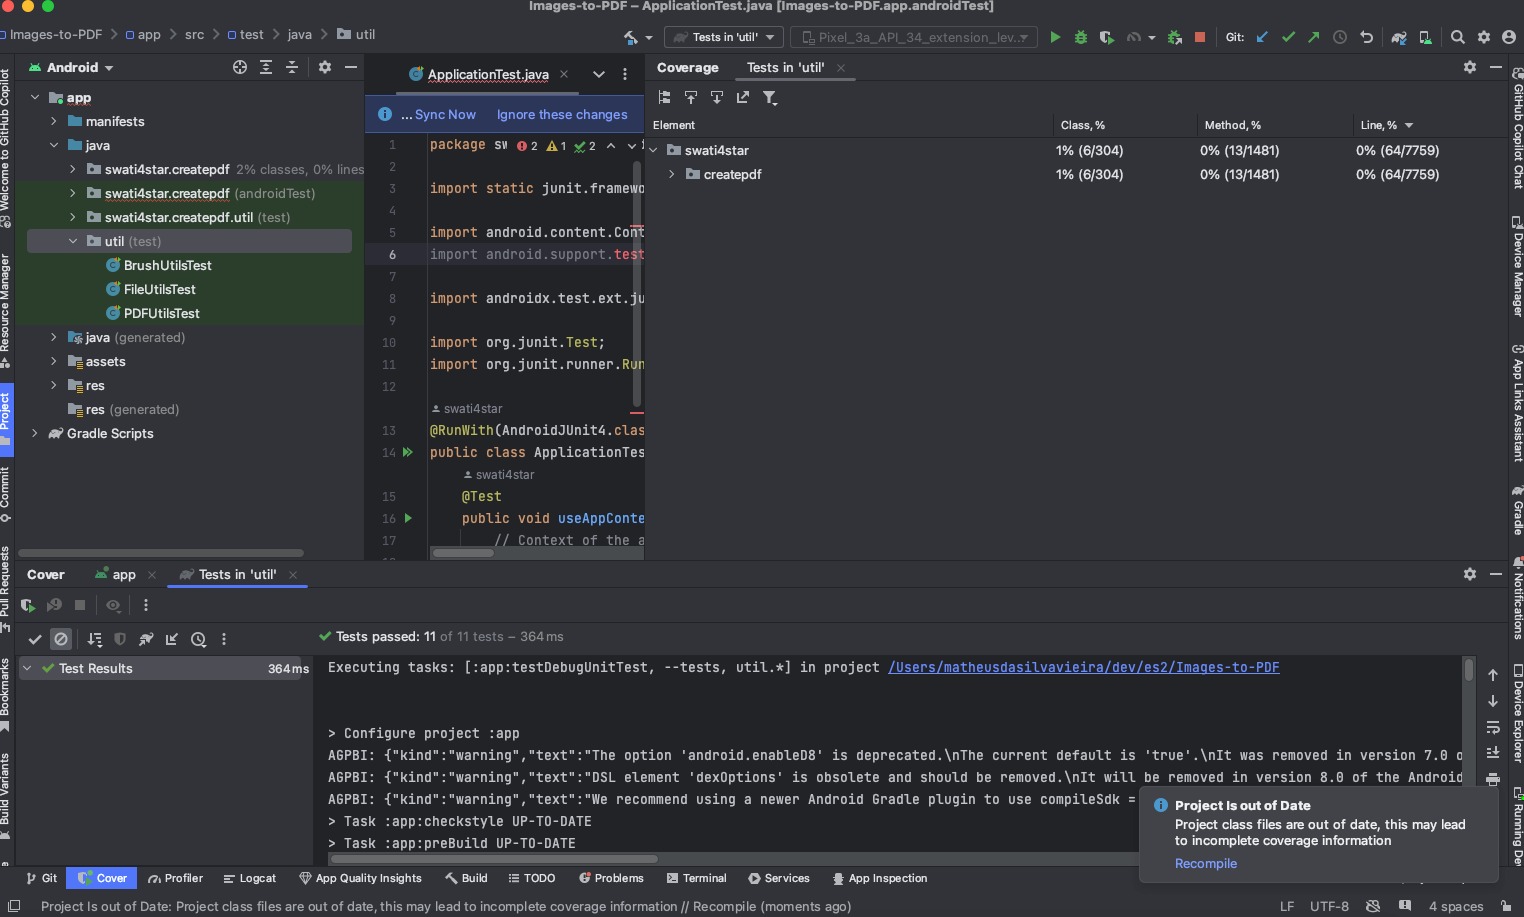 Images-to-PDF – ApplicationTest.java [Images-to-PDF.app.androidTest]
Images-to-PDF > app > src > test > java > util
Tests in 'util'
Pixel_3a_API_34_extension_lev...
Git:
Android
ApplicationTest.java
Coverage
Tests in 'util'
app
manifests
java
swati4star.createpdf 2% classes, 0% lines
swati4star.createpdf (androidTest)
swati4star.createpdf.util (test)
util (test)
BrushUtilsTest
FileUtilsTest
PDFUtilsTest
java (generated)
assets
res
res (generated)
Gradle Scripts
... Sync Now Ignore these changes
1 package sw
2 1 2
2
3 import static junit.framewo
4
5 import android.content.Cont
6 import android.support.test
7
8 import androidx.test.ext.ju
9
10 import org.junit.Test;
11 import org.junit.runner.Run
12
swati4star
13 @RunWith(AndroidJUnit4.clas
14 public class ApplicationTes
swati4star
15 @Test
16 public void useAppConte
17 // Context of the a
Element Class, % Method, % Line, %
swati4star 1% (6/304) 0% (13/1481) 0% (64/7759)
createpdf 1% (6/304) 0% (13/1481) 0% (64/7759)
Welcome to GitHub Copilot
Resource Manager
Project
Commit
Pull Requests
Bookmarks
Build Variants
GitHub Copilot Chat
Device Manager
App Links Assistant
Gradle
Notifications
Device Explorer
Running De
Cover
app
Tests in 'util'
Tests passed: 11 of 11 tests – 364 ms
Test Results 364 ms
Executing tasks: [:app:testDebugUnitTest, --tests, util.*] in project /Users/matheusdasilvavieira/dev/es2/Images-to-PDF
> Configure project :app
AGPBI: {"kind":"warning","text":"The option 'android.enableD8' is deprecated.\nThe current default is 'true'.\nIt was removed in version 7.0 o
AGPBI: {"kind":"warning","text":"DSL element 'dexOptions' is obsolete and should be removed.\nIt will be removed in version 8.0 of the Android
AGPBI: {"kind":"warning","text":"We recommend using a newer Android Gradle plugin to use compileSdk =
> Task :app:checkstyle UP-TO-DATE
> Task :app:preBuild UP-TO-DATE
Project Is out of Date
Project class files are out of date, this may lead
to incomplete coverage information
Recompile
Git
Cover
Profiler
Logcat
App Quality Insights
Build
TODO
Problems
Terminal
Services
App Inspection
Project Is out of Date: Project class files are out of date, this may lead to incomplete coverage information // Recompile (moments ago)
LF UTF-8 4 spaces